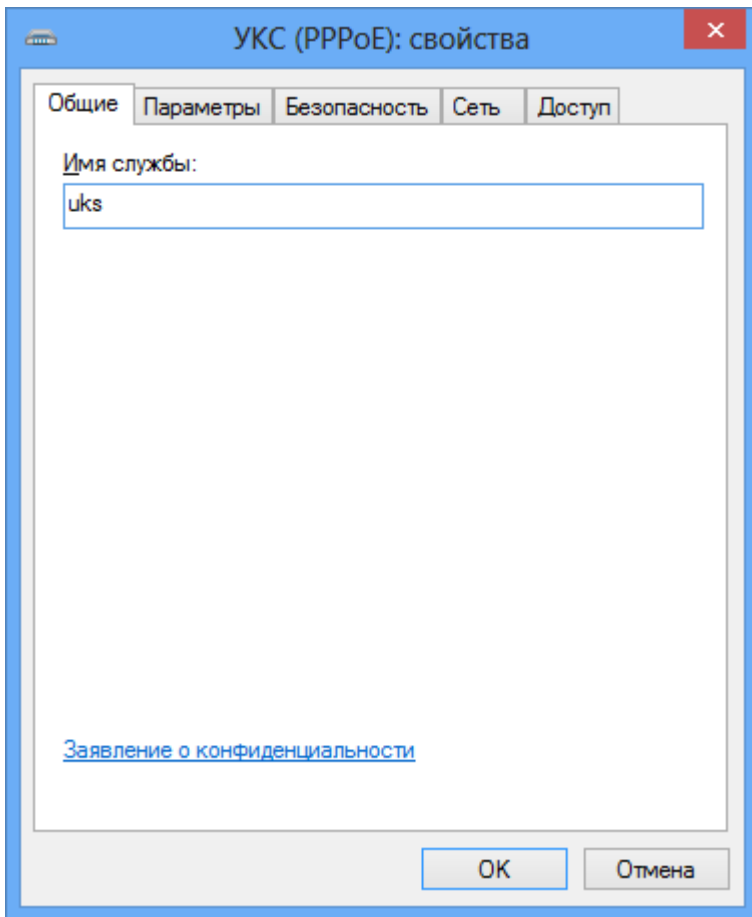 УКС (PPPoE): свойства
Общие Параметры Безопасность Сеть Доступ
Имя службы:
uks
Заявление о конфиденциальности
OK Отмена